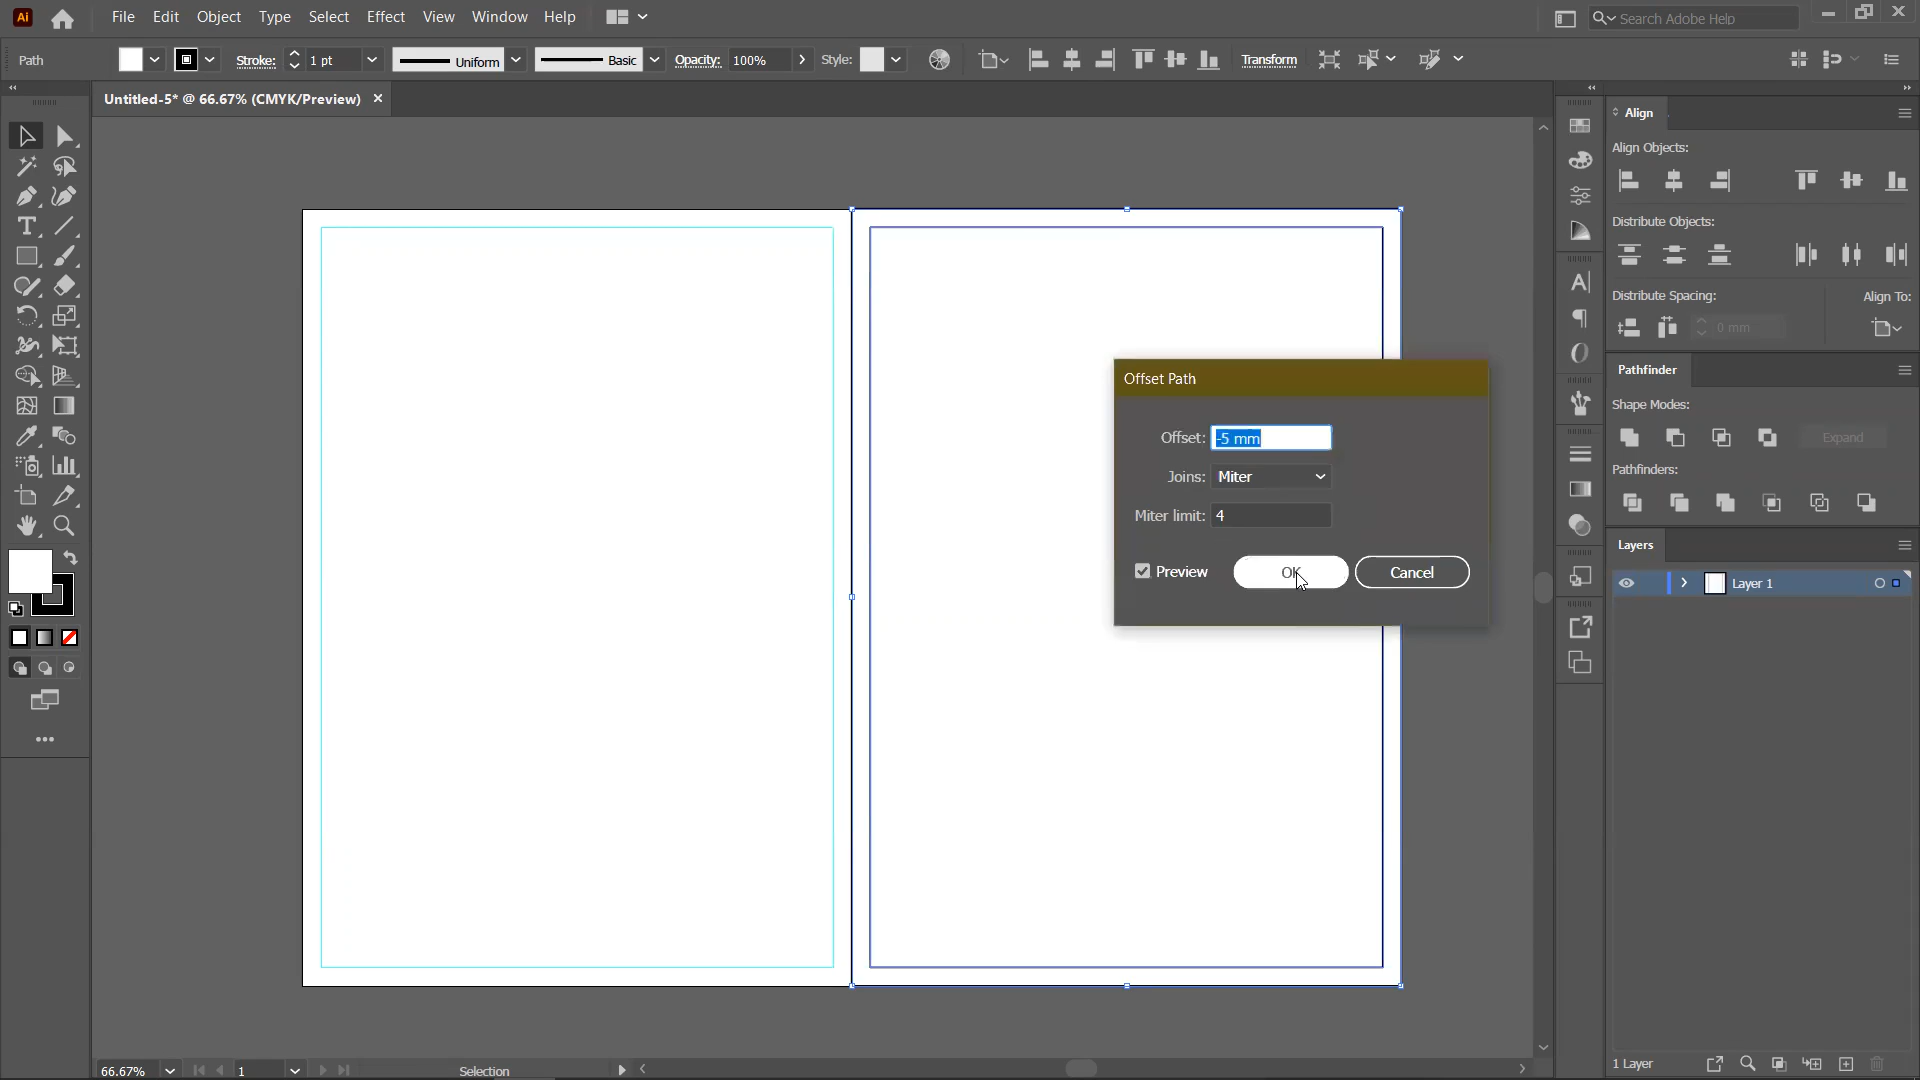 Ai File Edit Object Type Select Effect View Window Help Search Adobe Help
Path Stroke: 1 pt Uniform Basic Opacity: 100% Style: Transform
Untitled-5* @ 66.67% (CMYK/Preview)
Align
Align Objects:
Distribute Objects:
Distribute Spacing: Align To:
0 mm
Pathfinder
Shape Modes:
Expand
Pathfinders:
Layers
Layer 1
Offset Path
Offset: -5 mm
Joins: Miter
Miter limit: 4
Preview OK Cancel
66.67% 1 Selection
1 Layer